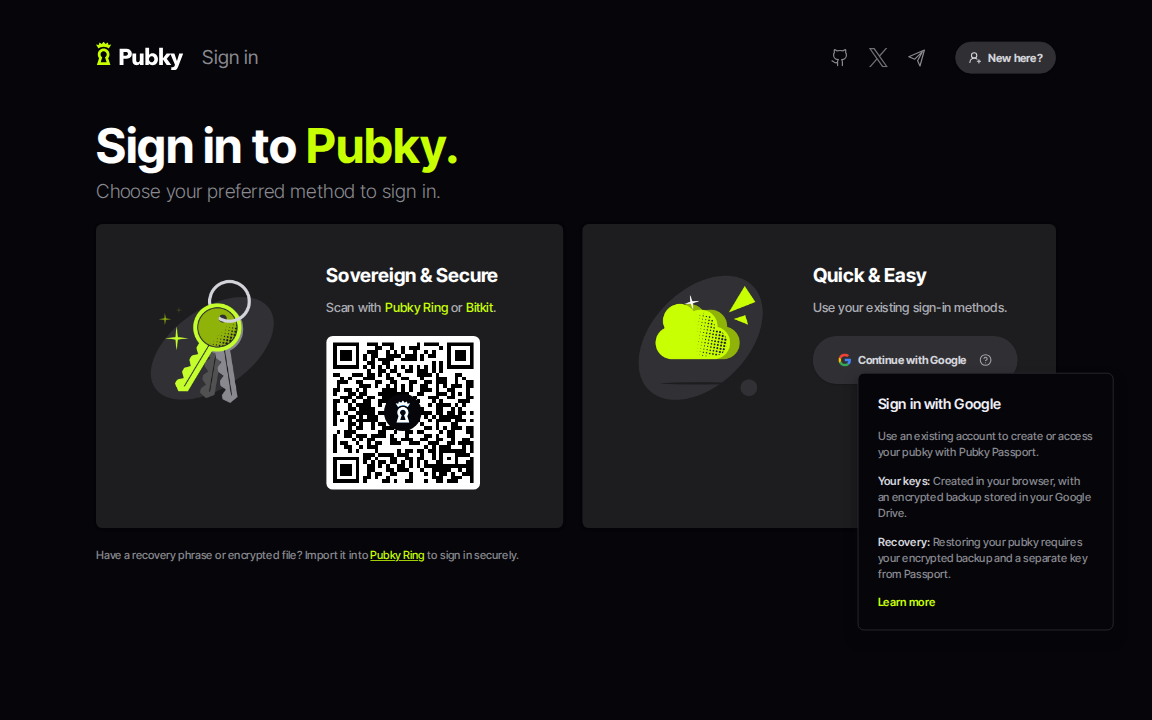 Pubky Sign in
New here?
Sign in to Pubky.
Choose your preferred method to sign in.
Sovereign & Secure
Scan with Pubky Ring or Bitkit.
Quick & Easy
Use your existing sign-in methods.
Continue with Google
Sign in with Google
Use an existing account to create or access
your pubky with Pubky Passport.
Your keys: Created in your browser, with
an encrypted backup stored in your Google
Drive.
Recovery: Restoring your pubky requires
your encrypted backup and a separate key
from Passport.
Learn more
Have a recovery phrase or encrypted file? Import it into Pubky Ring to sign in securely.